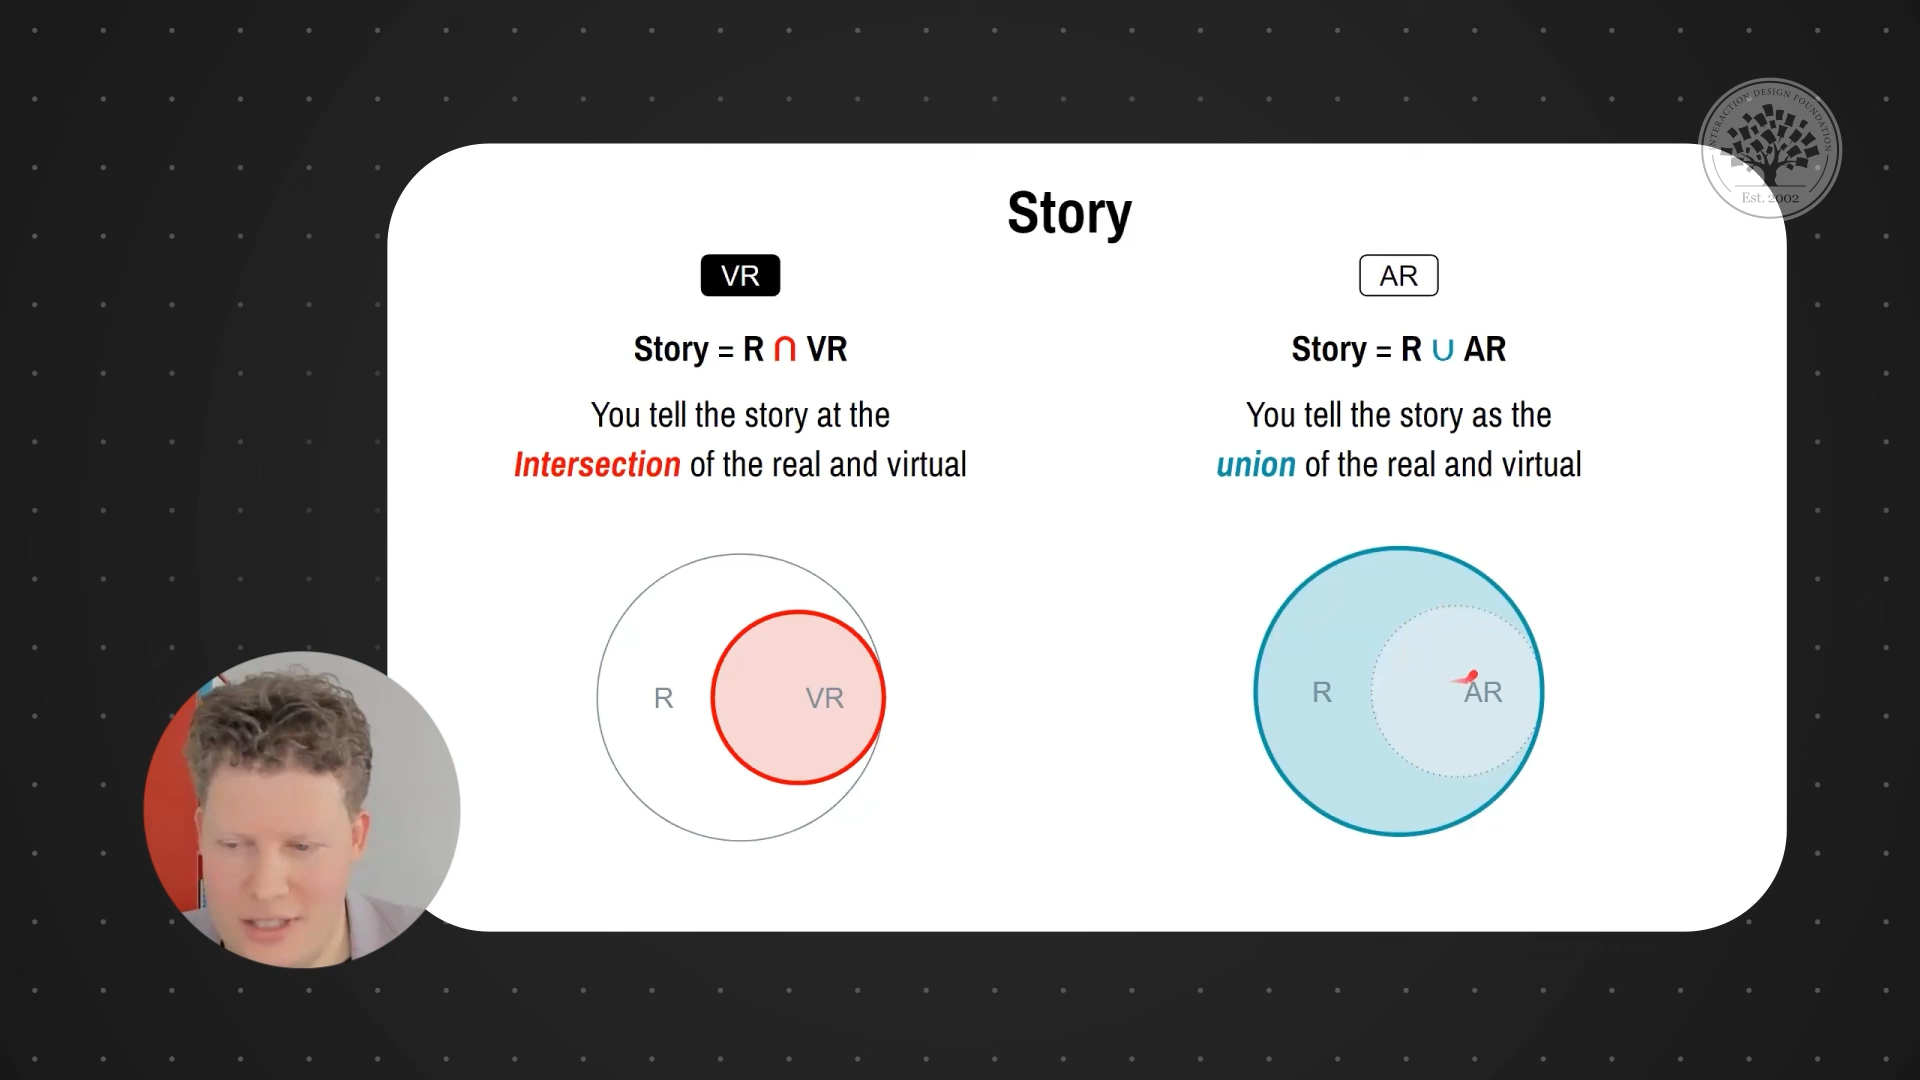 INTERACTION DESIGN FOUNDATION
Est. 2002
Story
VR
Story = R ∩ VR
You tell the story at the
Intersection of the real and virtual
R
VR
AR
Story = R ∪ AR
You tell the story as the
union of the real and virtual
R
AR